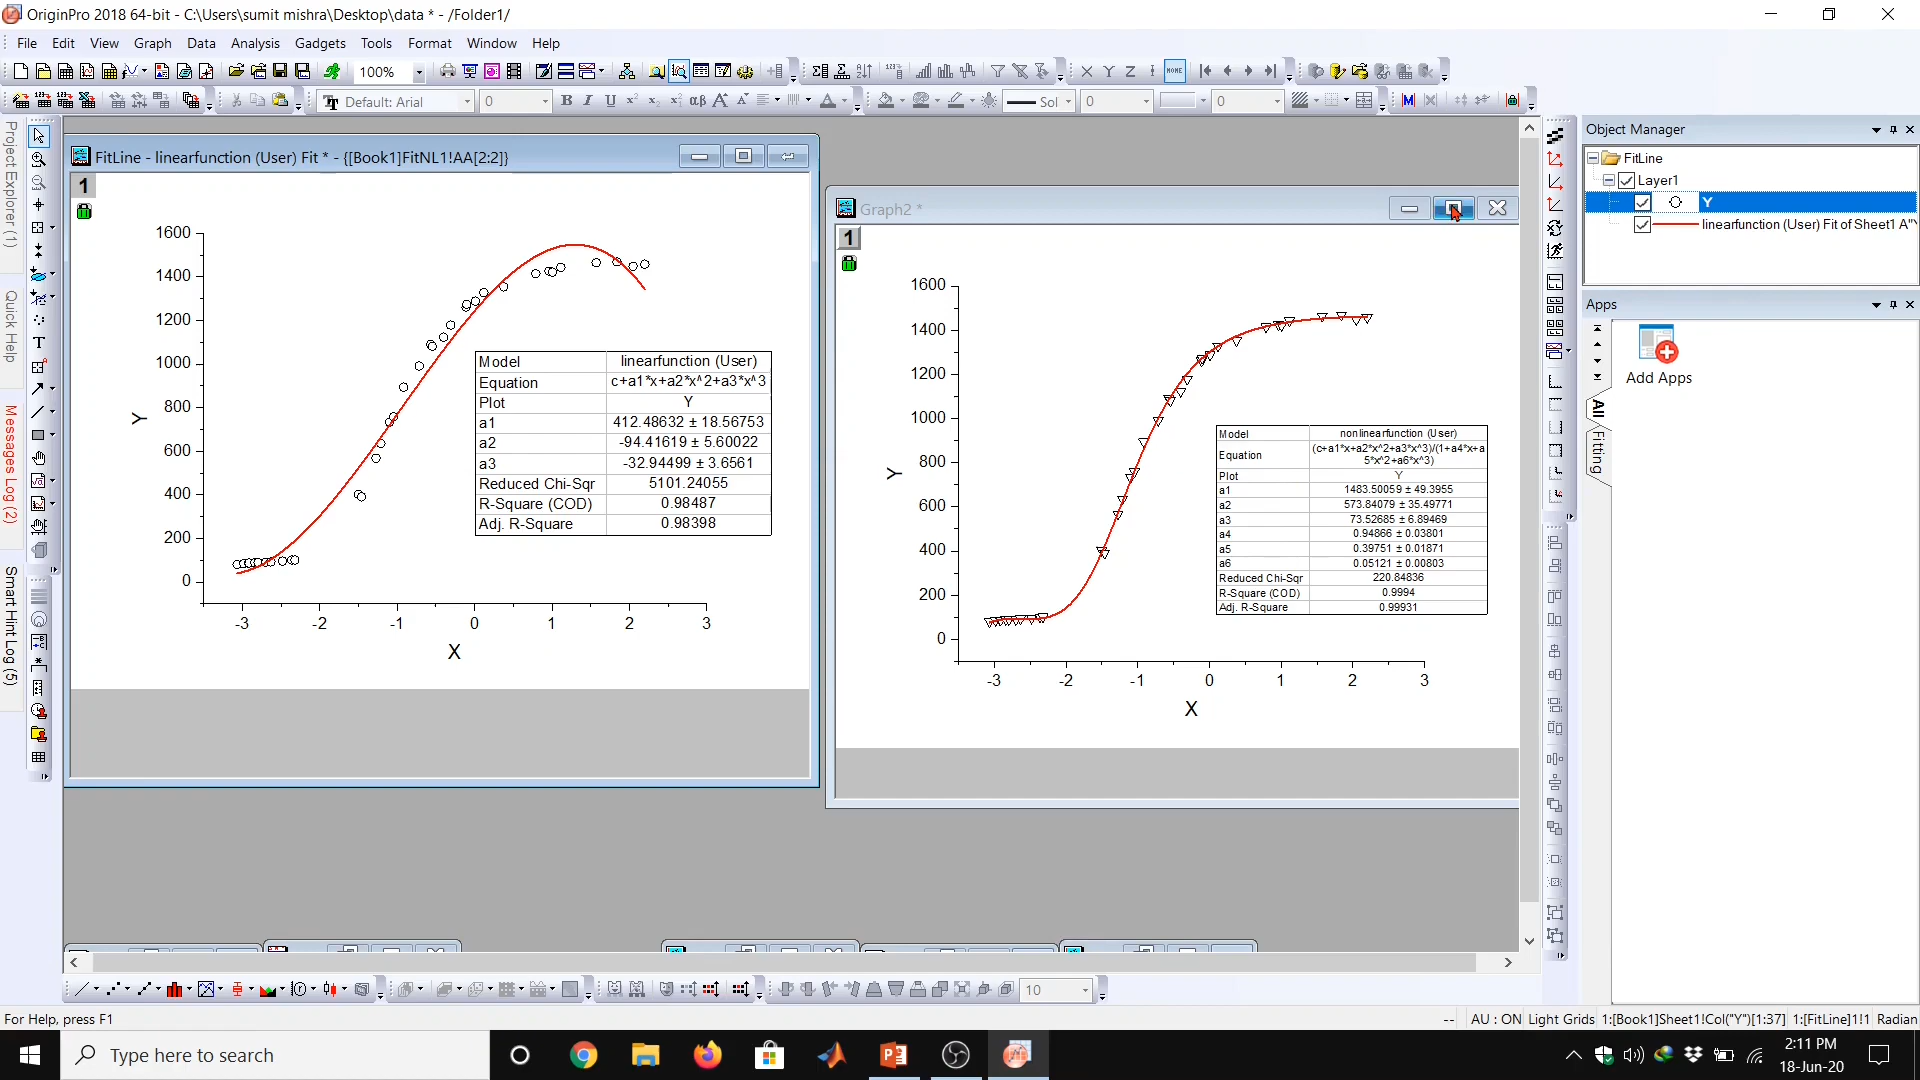 OriginPro 2018 64-bit - C:\Users\sumit mishra\Desktop\data * - /Folder1/
File Edit View Graph Data Analysis Gadgets Tools Format Window Help
100%
X Y Z NONE
Default: Arial 0 B I U αβ Sol 0 0
Project Explorer (1)
Quick Help
Messages Log (2)
Smart Hint Log (5)
FitLine - linearfunction (User) Fit * - {[Book1]FitNL1!AA[2:2]}
1
1600
1400
1200
1000
800
600
400
200
0
Y
-3 -2 -1 0 1 2 3
X
Model linearfunction (User)
Equation c+a1*x+a2*x^2+a3*x^3
Plot Y
a1 412.48632 ± 18.56753
a2 -94.41619 ± 5.60022
a3 -32.94499 ± 3.6561
Reduced Chi-Sqr 5101.24055
R-Square (COD) 0.98487
Adj. R-Square 0.98398
Graph2 *
1
1600
1400
1200
1000
800
600
400
200
0
Y
-3 -2 -1 0 1 2 3
X
Model nonlinearfunction (User)
Equation (c+a1*x+a2*x^2+a3*x^3)/(1+a4*x+a
5*x^2+a6*x^3)
Plot Y
a1 1483.50059 ± 49.3955
a2 573.84079 ± 35.49771
a3 73.52685 ± 6.89469
a4 0.94866 ± 0.03801
a5 0.39751 ± 0.01871
a6 0.05121 ± 0.00803
Reduced Chi-Sqr 220.84836
R-Square (COD) 0.9994
Adj. R-Square 0.99931
Object Manager
FitLine
Layer1
Y
linearfunction (User) Fit of Sheet1 A"Y
Apps
All
Fitting
Add Apps
10
For Help, press F1
-- AU : ON Light Grids 1:[Book1]Sheet1!Col("Y")[1:37] 1:[FitLine]1!1 Radian
Type here to search
2:11 PM
18-Jun-20